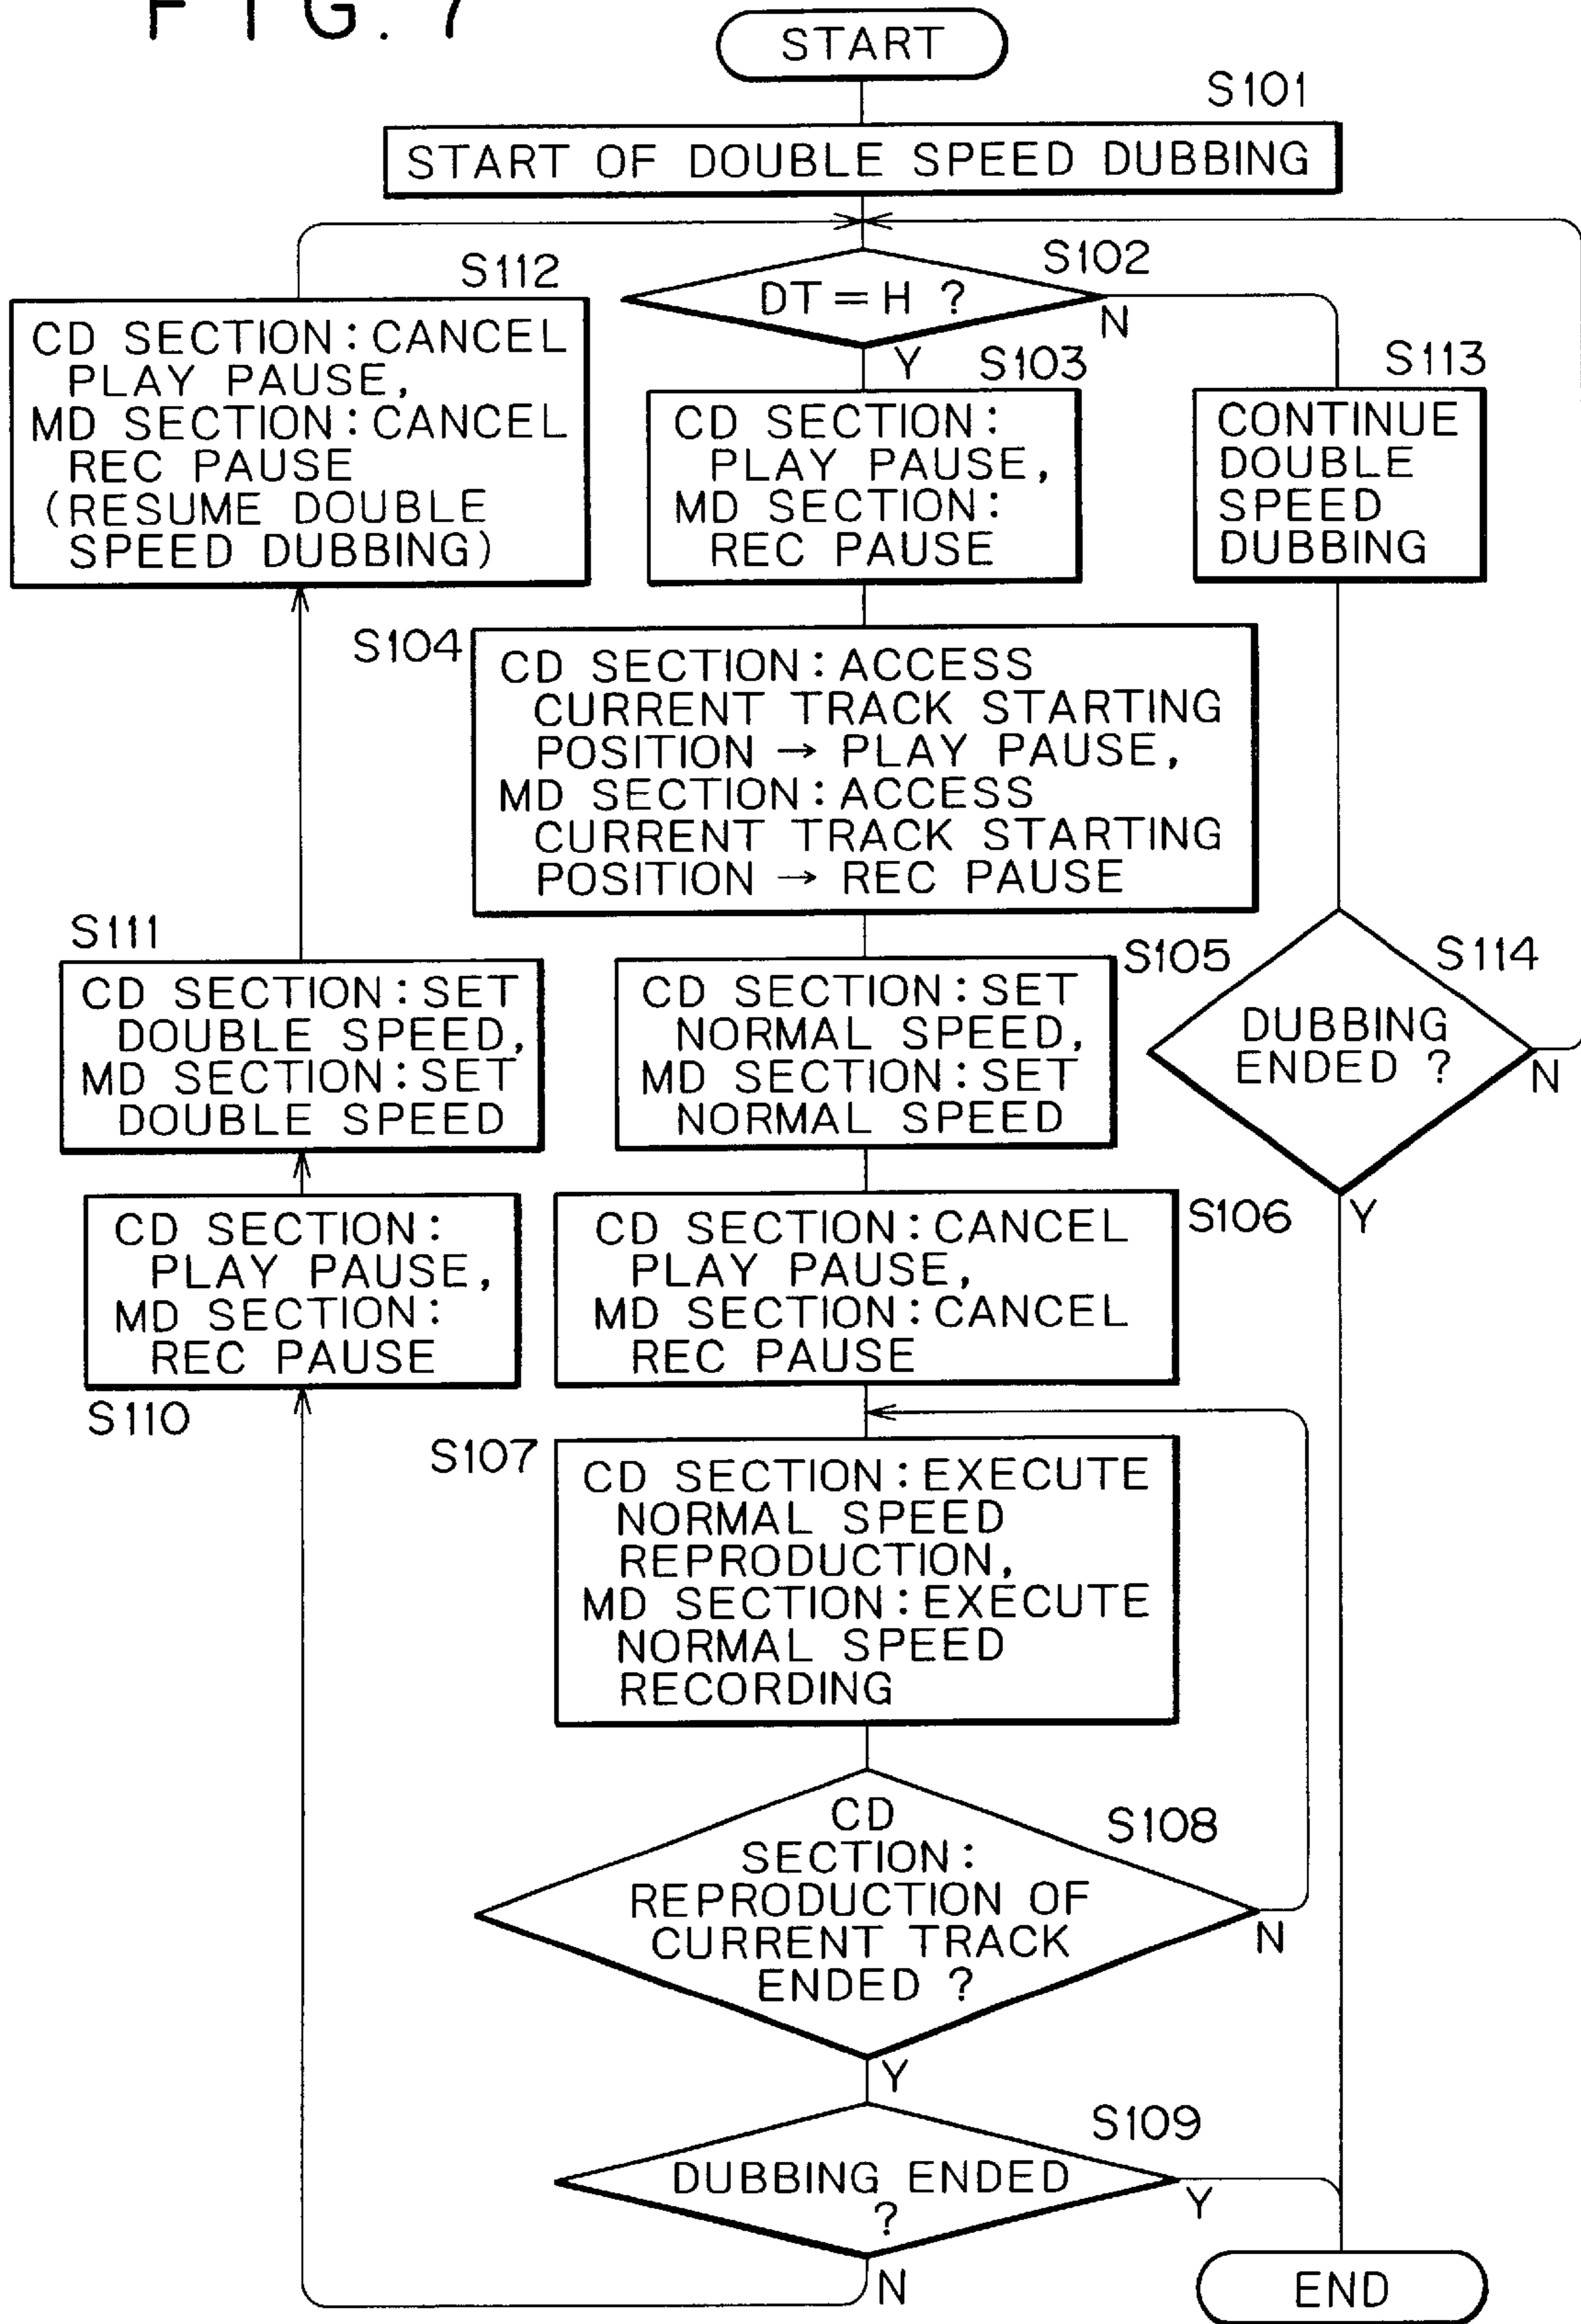 FIG. 7
START
S101
START OF DOUBLE SPEED DUBBING
S102
DT=H ?
N
Y
S112
CD SECTION:CANCEL
PLAY PAUSE,
MD SECTION:CANCEL
REC PAUSE
(RESUME DOUBLE
SPEED DUBBING)
S103
CD SECTION:
PLAY PAUSE,
MD SECTION:
REC PAUSE
S113
CONTINUE
DOUBLE
SPEED
DUBBING
S104
CD SECTION:ACCESS
CURRENT TRACK STARTING
POSITION → PLAY PAUSE,
MD SECTION:ACCESS
CURRENT TRACK STARTING
POSITION → REC PAUSE
S111
CD SECTION:SET
DOUBLE SPEED,
MD SECTION:SET
DOUBLE SPEED
S105
CD SECTION:SET
NORMAL SPEED,
MD SECTION:SET
NORMAL SPEED
S114
DUBBING
ENDED ?
N
Y
CD SECTION:
PLAY PAUSE,
MD SECTION:
REC PAUSE
S110
S106
CD SECTION:CANCEL
PLAY PAUSE,
MD SECTION:CANCEL
REC PAUSE
S107
CD SECTION:EXECUTE
NORMAL SPEED
REPRODUCTION,
MD SECTION:EXECUTE
NORMAL SPEED
RECORDING
S108
CD
SECTION:
REPRODUCTION OF
CURRENT TRACK
ENDED ?
N
Y
S109
DUBBING ENDED
?
Y
N
END